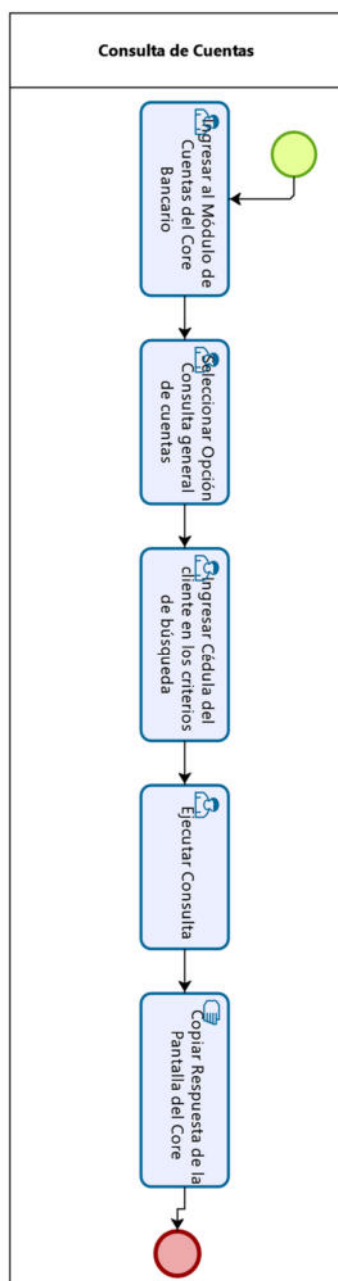 Consulta de Cuentas
Ingresar al Módulo de
Cuentas del Core
Bancario
Seleccionar Opción
Consulta general
de cuentas
Ingresar Cédula del
cliente en los criterios
de búsqueda
Ejecutar Consulta
Copiar Respuesta de la
Pantalla del Core